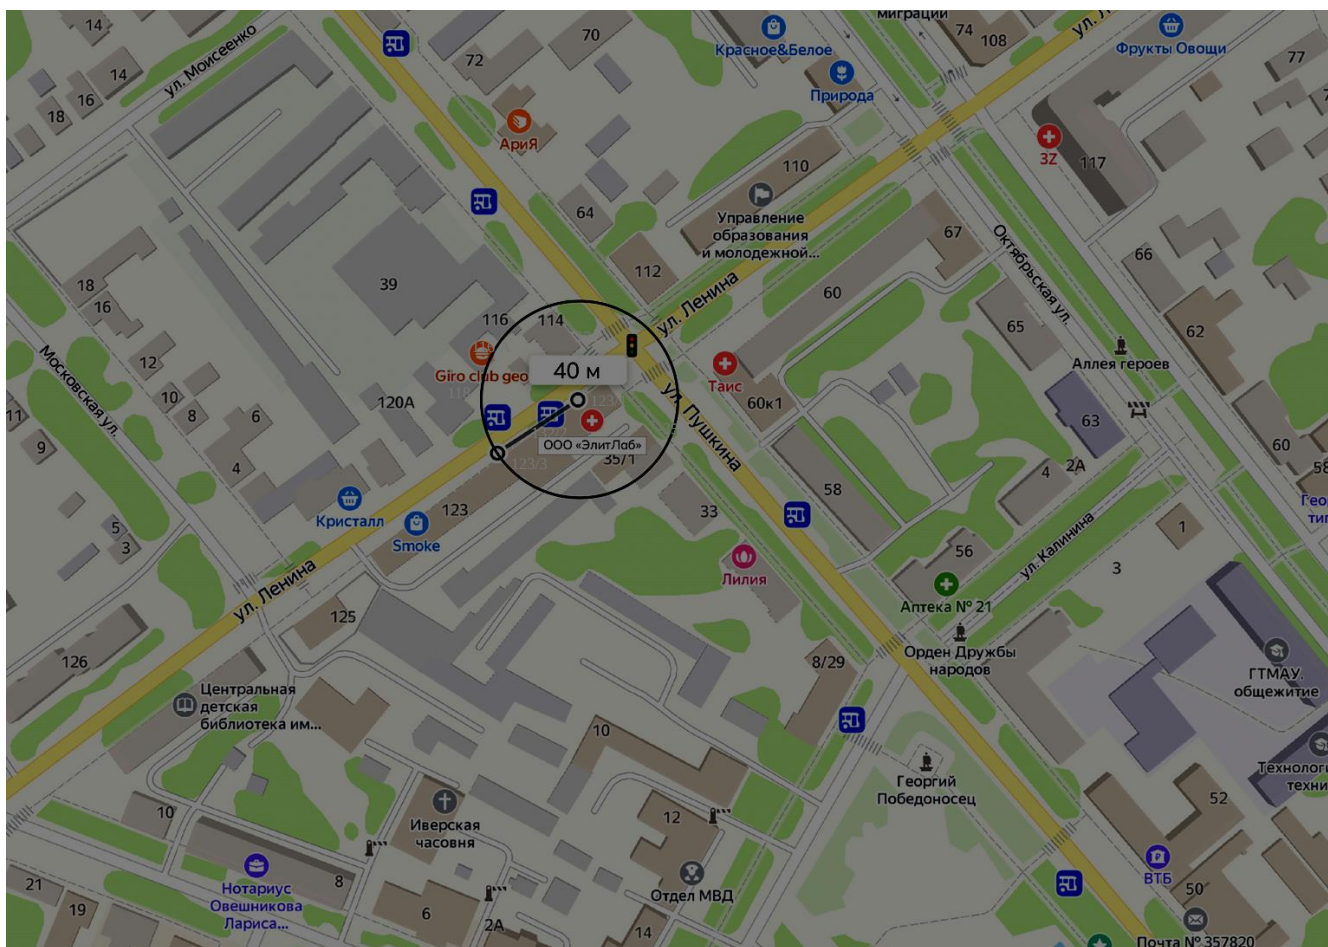 миграции
ул. Л
14
ул. Моисеенко
14
16
18
72
70
Красное&Белое
Природа
74
108
Фрукты Овощи
77
АриЯ
110
3Z
117
Управление
образования
и молодежной...
64
112
ул. Ленина
60
67
Октябрьская ул.
66
62
65
Аллея героев
18
16
39
116
114
Giro club geo
40 м
Таис
60к1
63
Московская ул.
12
10
8
6
11
9
4
120А
ООО «ЭлитЛаб»
123/3
35/1
ул. Пушкина
58
4
2А
60
58
Гео
тип
Кристалл
Smoke
123
33
Лилия
56
Аптека № 21
ул. Калинина
1
3
5
3
ул. Ленина
125
126
Центральная
детская
библиотека им...
8/29
Орден Дружбы
народов
ГТМАУ,
общежитие
10
Георгий
Победоносец
Технологи
техни
10
Иверская
часовня
12
Отдел МВД
52
ВТБ
50
Почта № 357820
Нотариус
Овешникова
Лариса...
8
6
2А
14
21
19